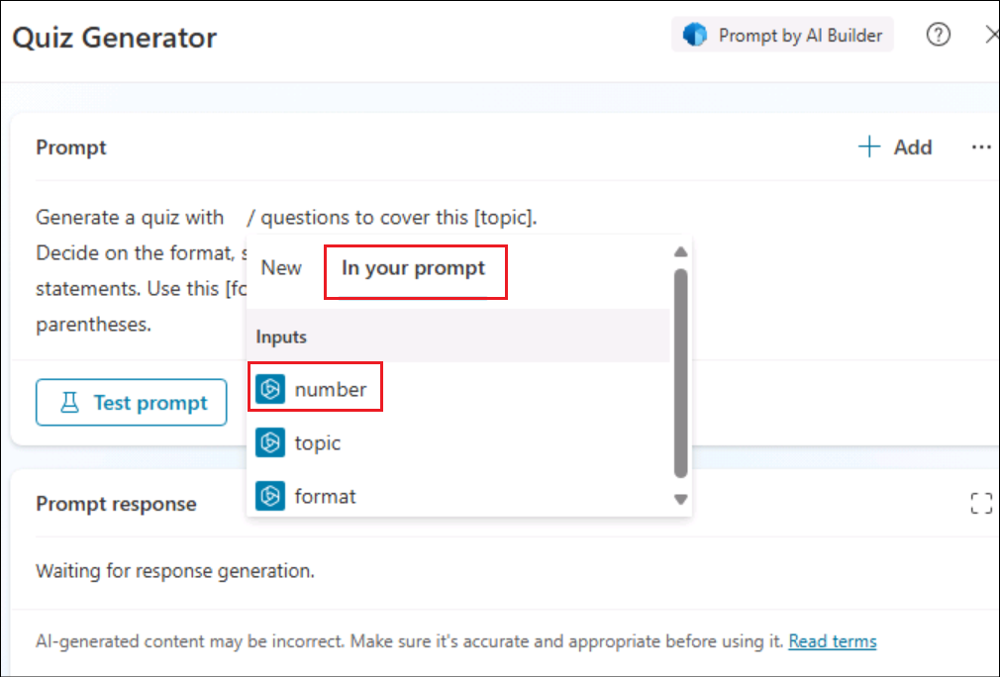 Quiz Generator
Prompt by AI Builder
Prompt
Add
Generate a quiz with / questions to cover this [topic].
Decide on the format, s
statements. Use this [fo
parentheses.
New
In your prompt
Inputs
number
topic
format
Test prompt
Prompt response
Waiting for response generation.
AI-generated content may be incorrect. Make sure it's accurate and appropriate before using it. Read terms